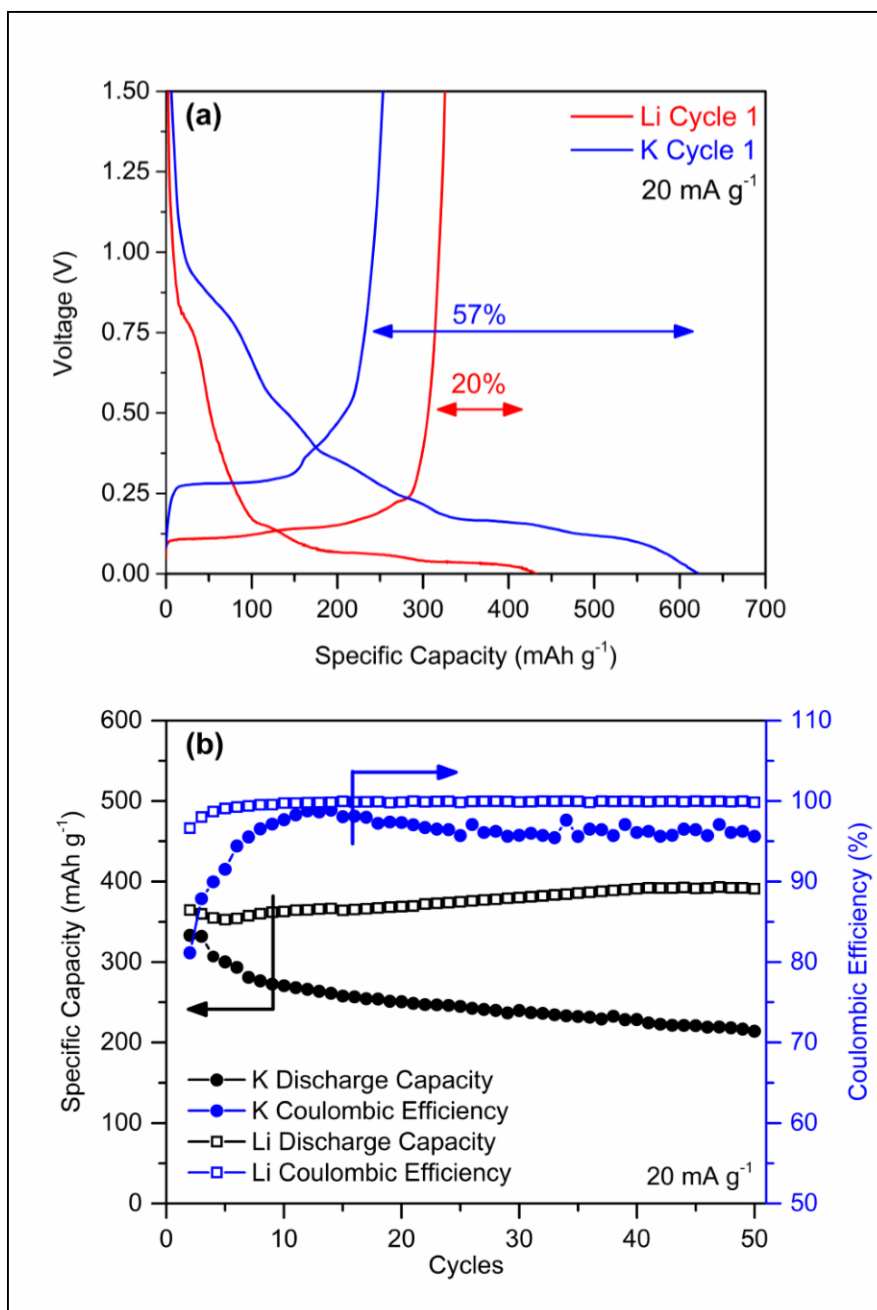 (a)
Li Cycle 1
K Cycle 1
20 mA g⁻¹
57%
20%
1.50
1.25
1.00
0.75
0.50
0.25
0.00
Voltage (V)
0 100 200 300 400 500 600 700
Specific Capacity (mAh g⁻¹)
(b)
600
500
400
300
200
100
0
Specific Capacity (mAh g⁻¹)
110
100
90
80
70
60
50
Coulombic Efficiency (%)
K Discharge Capacity
K Coulombic Efficiency
Li Discharge Capacity
Li Coulombic Efficiency
20 mA g⁻¹
0 10 20 30 40 50
Cycles